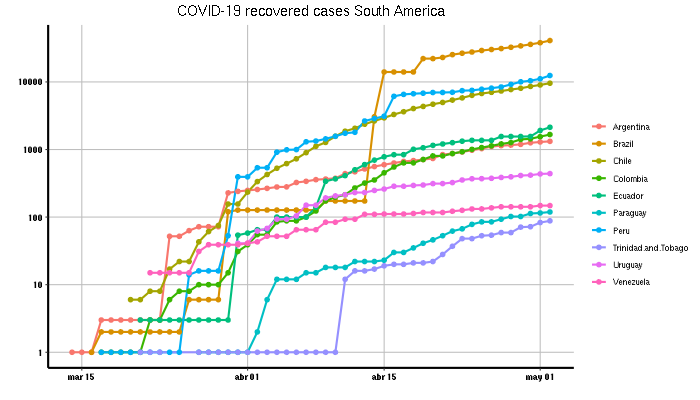 COVID-19 recovered cases South America
10000
1000
100
10
1
mar 15
abr 01
abr 15
may 01
Argentina
Brazil
Chile
Colombia
Ecuador
Paraguay
Peru
Trinidad.and.Tobago
Uruguay
Venezuela